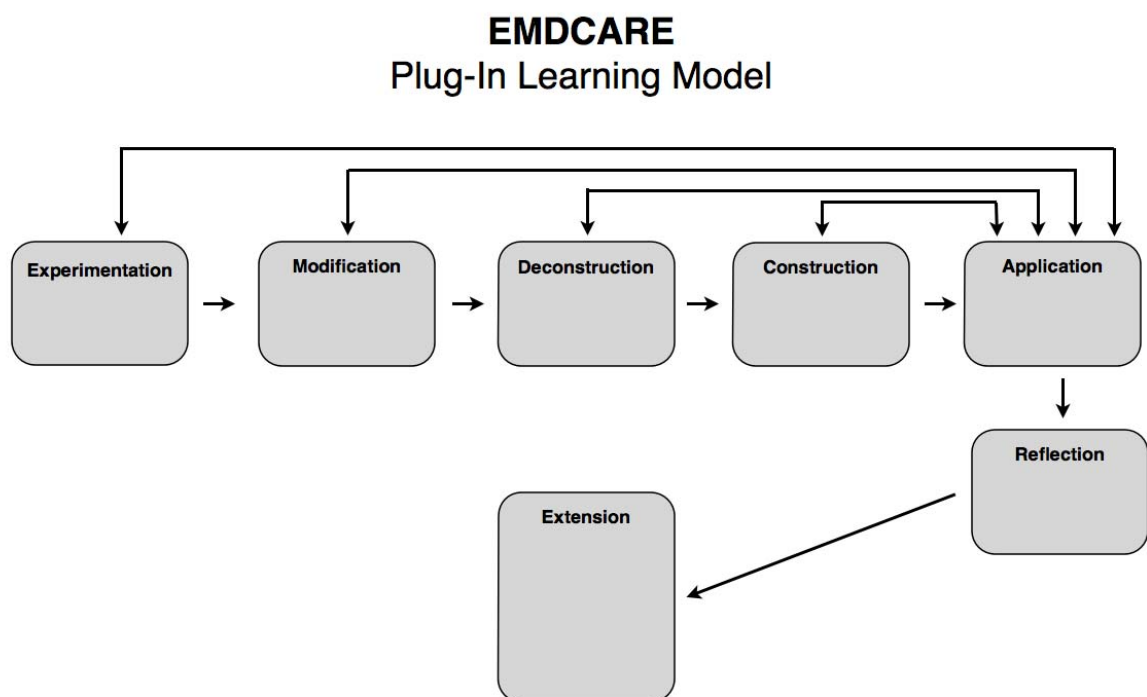 EMDCARE
Plug-In Learning Model
Experimentation
Modification
Deconstruction
Construction
Application
Reflection
Extension